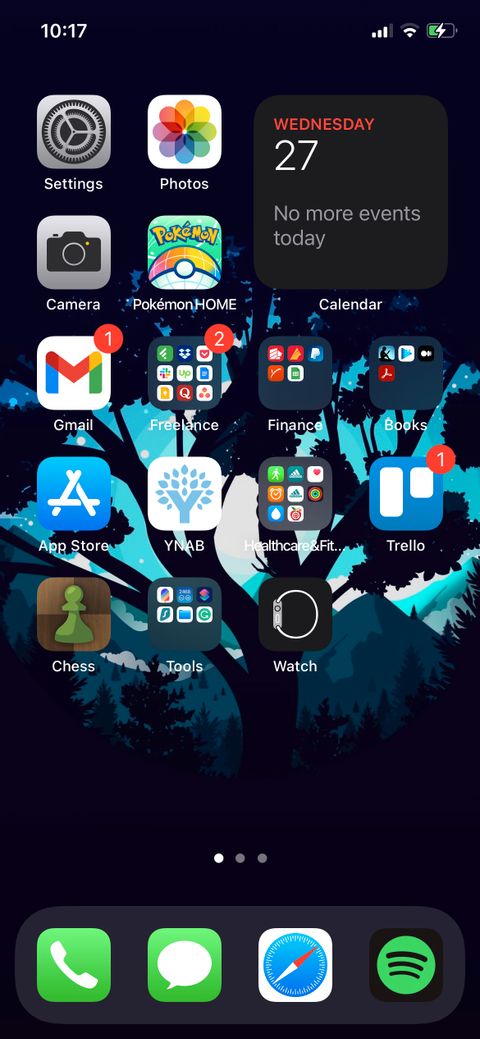 10:17
WEDNESDAY
27
No more events
today
Settings
Photos
Pokémon
Camera
Pokémon HOME
Calendar
1
2
Gmail
Freelance
Finance
Books
1
App Store
YNAB
Healthcare&Fit...
Trello
Chess
Tools
Watch